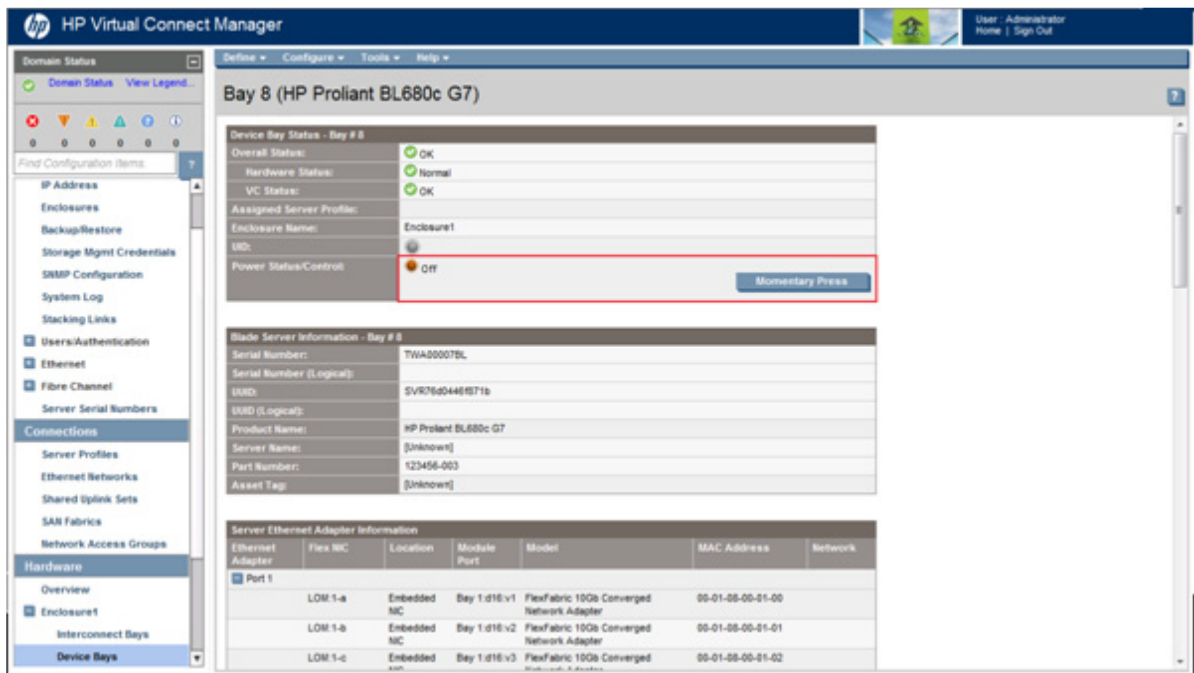 hp HP Virtual Connect Manager
User : Administrator
Home | Sign Out
Domain Status
Domain Status View Legend...
0 0 0 0 0 0
Find Configuration Items
?
IP Address
Enclosures
Backup/Restore
Storage Mgmt Credentials
SNMP Configuration
System Log
Stacking Links
Users/Authentication
Ethernet
Fibre Channel
Server Serial Numbers
Connections
Server Profiles
Ethernet Networks
Shared Uplink Sets
SAN Fabrics
Network Access Groups
Hardware
Overview
Enclosure1
Interconnect Bays
Device Bays
Define Configure Tools Help
Bay 8 (HP Proliant BL680c G7)
?
Device Bay Status - Bay # 8
Overall Status: OK
Hardware Status: Normal
VC Status: OK
Assigned Server Profile:
Enclosure Name: Enclosure1
UID:
Power Status/Control: Off
Momentary Press
Blade Server Information - Bay # 8
Serial Number: TWA00007BL
Serial Number (Logical):
UUID: SVR76d0446f871b
UUID (Logical):
Product Name: HP Proliant BL680c G7
Server Name: [Unknown]
Part Number: 123456-003
Asset Tag: [Unknown]
Server Ethernet Adapter Information
Ethernet Adapter Flex NIC Location Module Port Model MAC Address Network
Port 1
LOM:1-a Embedded NIC Bay 1:d16:v1 FlexFabric 10Gb Converged Network Adapter 00-01-08-00-01-00
LOM:1-b Embedded NIC Bay 1:d16:v2 FlexFabric 10Gb Converged Network Adapter 00-01-08-00-01-01
LOM:1-c Embedded Bay 1:d16:v3 FlexFabric 10Gb Converged 00-01-08-00-01-02